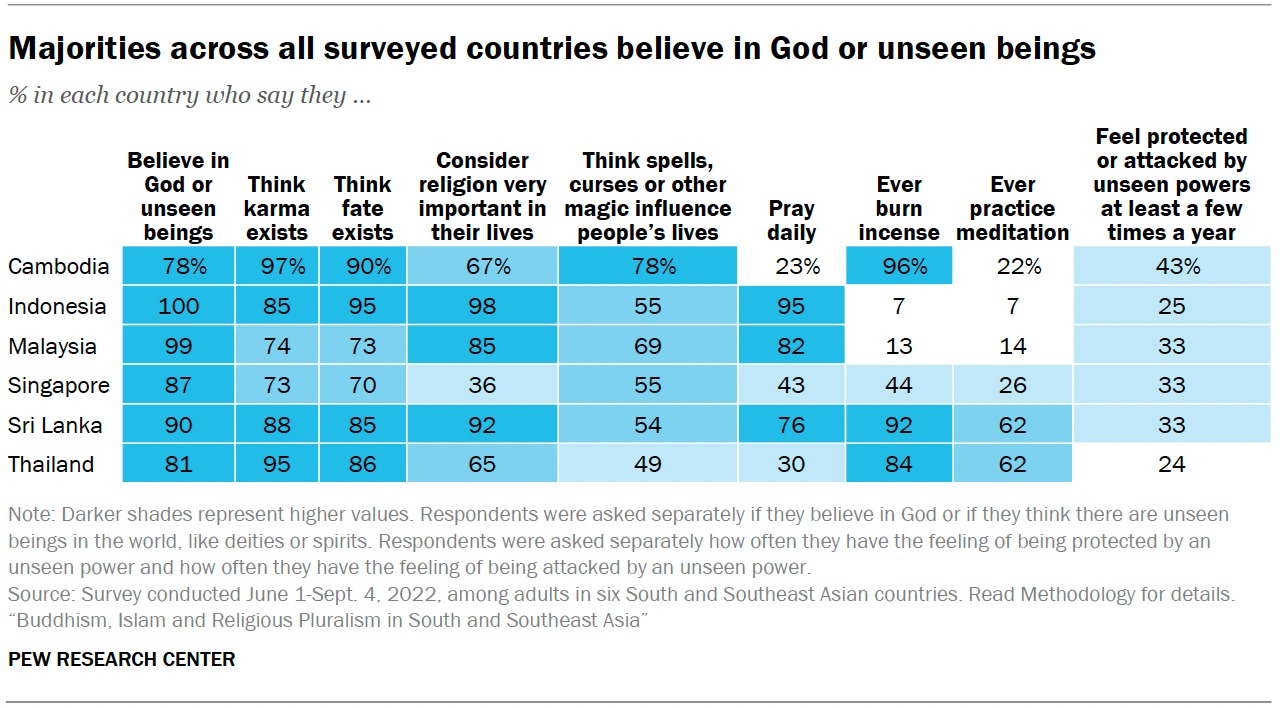 Majorities across all surveyed countries believe in God or unseen beings
% in each country who say they ...
Believe in God or unseen beings
Think karma exists
Think fate exists
Consider religion very important in their lives
Think spells, curses or other magic influence people's lives
Pray daily
Ever burn incense
Ever practice meditation
Feel protected or attacked by unseen powers at least a few times a year
Cambodia 78% 97% 90% 67% 78% 23% 96% 22% 43%
Indonesia 100 85 95 98 55 95 7 7 25
Malaysia 99 74 73 85 69 82 13 14 33
Singapore 87 73 70 36 55 43 44 26 33
Sri Lanka 90 88 85 92 54 76 92 62 33
Thailand 81 95 86 65 49 30 84 62 24
Note: Darker shades represent higher values. Respondents were asked separately if they believe in God or if they think there are unseen
beings in the world, like deities or spirits. Respondents were asked separately how often they have the feeling of being protected by an
unseen power and how often they have the feeling of being attacked by an unseen power.
Source: Survey conducted June 1-Sept. 4, 2022, among adults in six South and Southeast Asian countries. Read Methodology for details.
“Buddhism, Islam and Religious Pluralism in South and Southeast Asia”
PEW RESEARCH CENTER